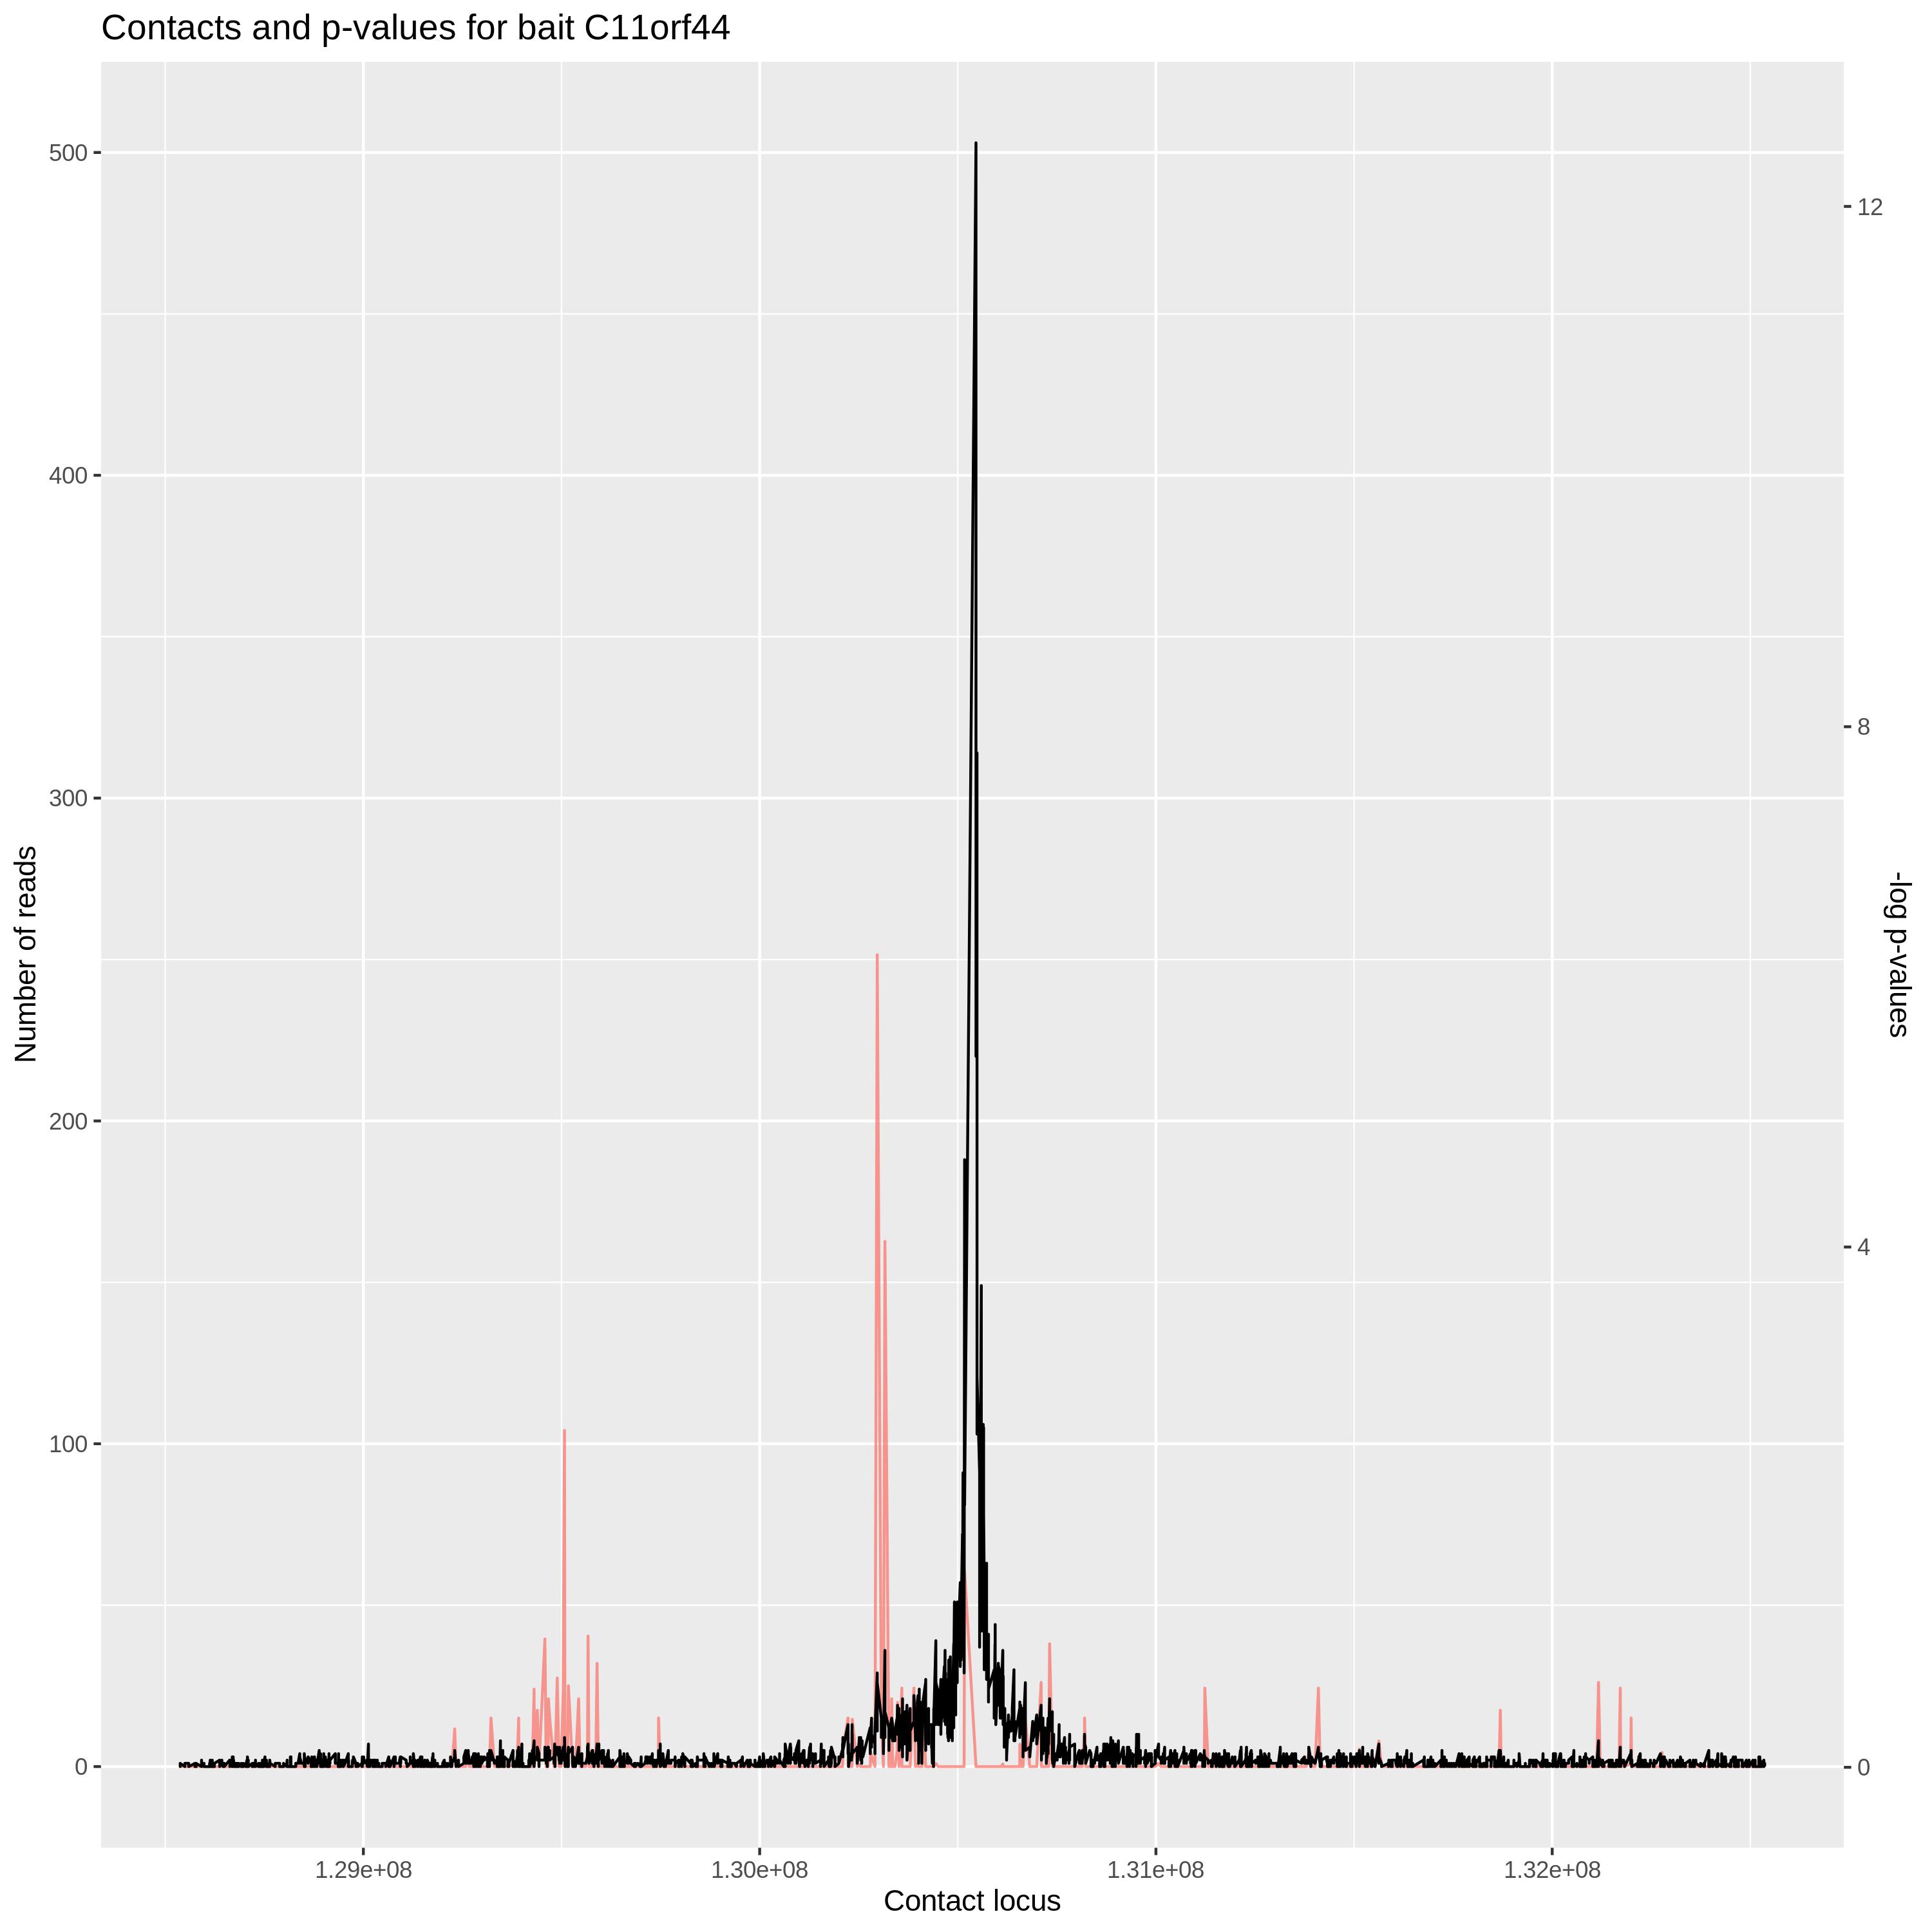 Contacts and p-values for bait C11orf44
500
400
300
200
100
0
Number of reads
12
8
4
0
-log p-values
1.29e+08
1.30e+08
1.31e+08
1.32e+08
Contact locus